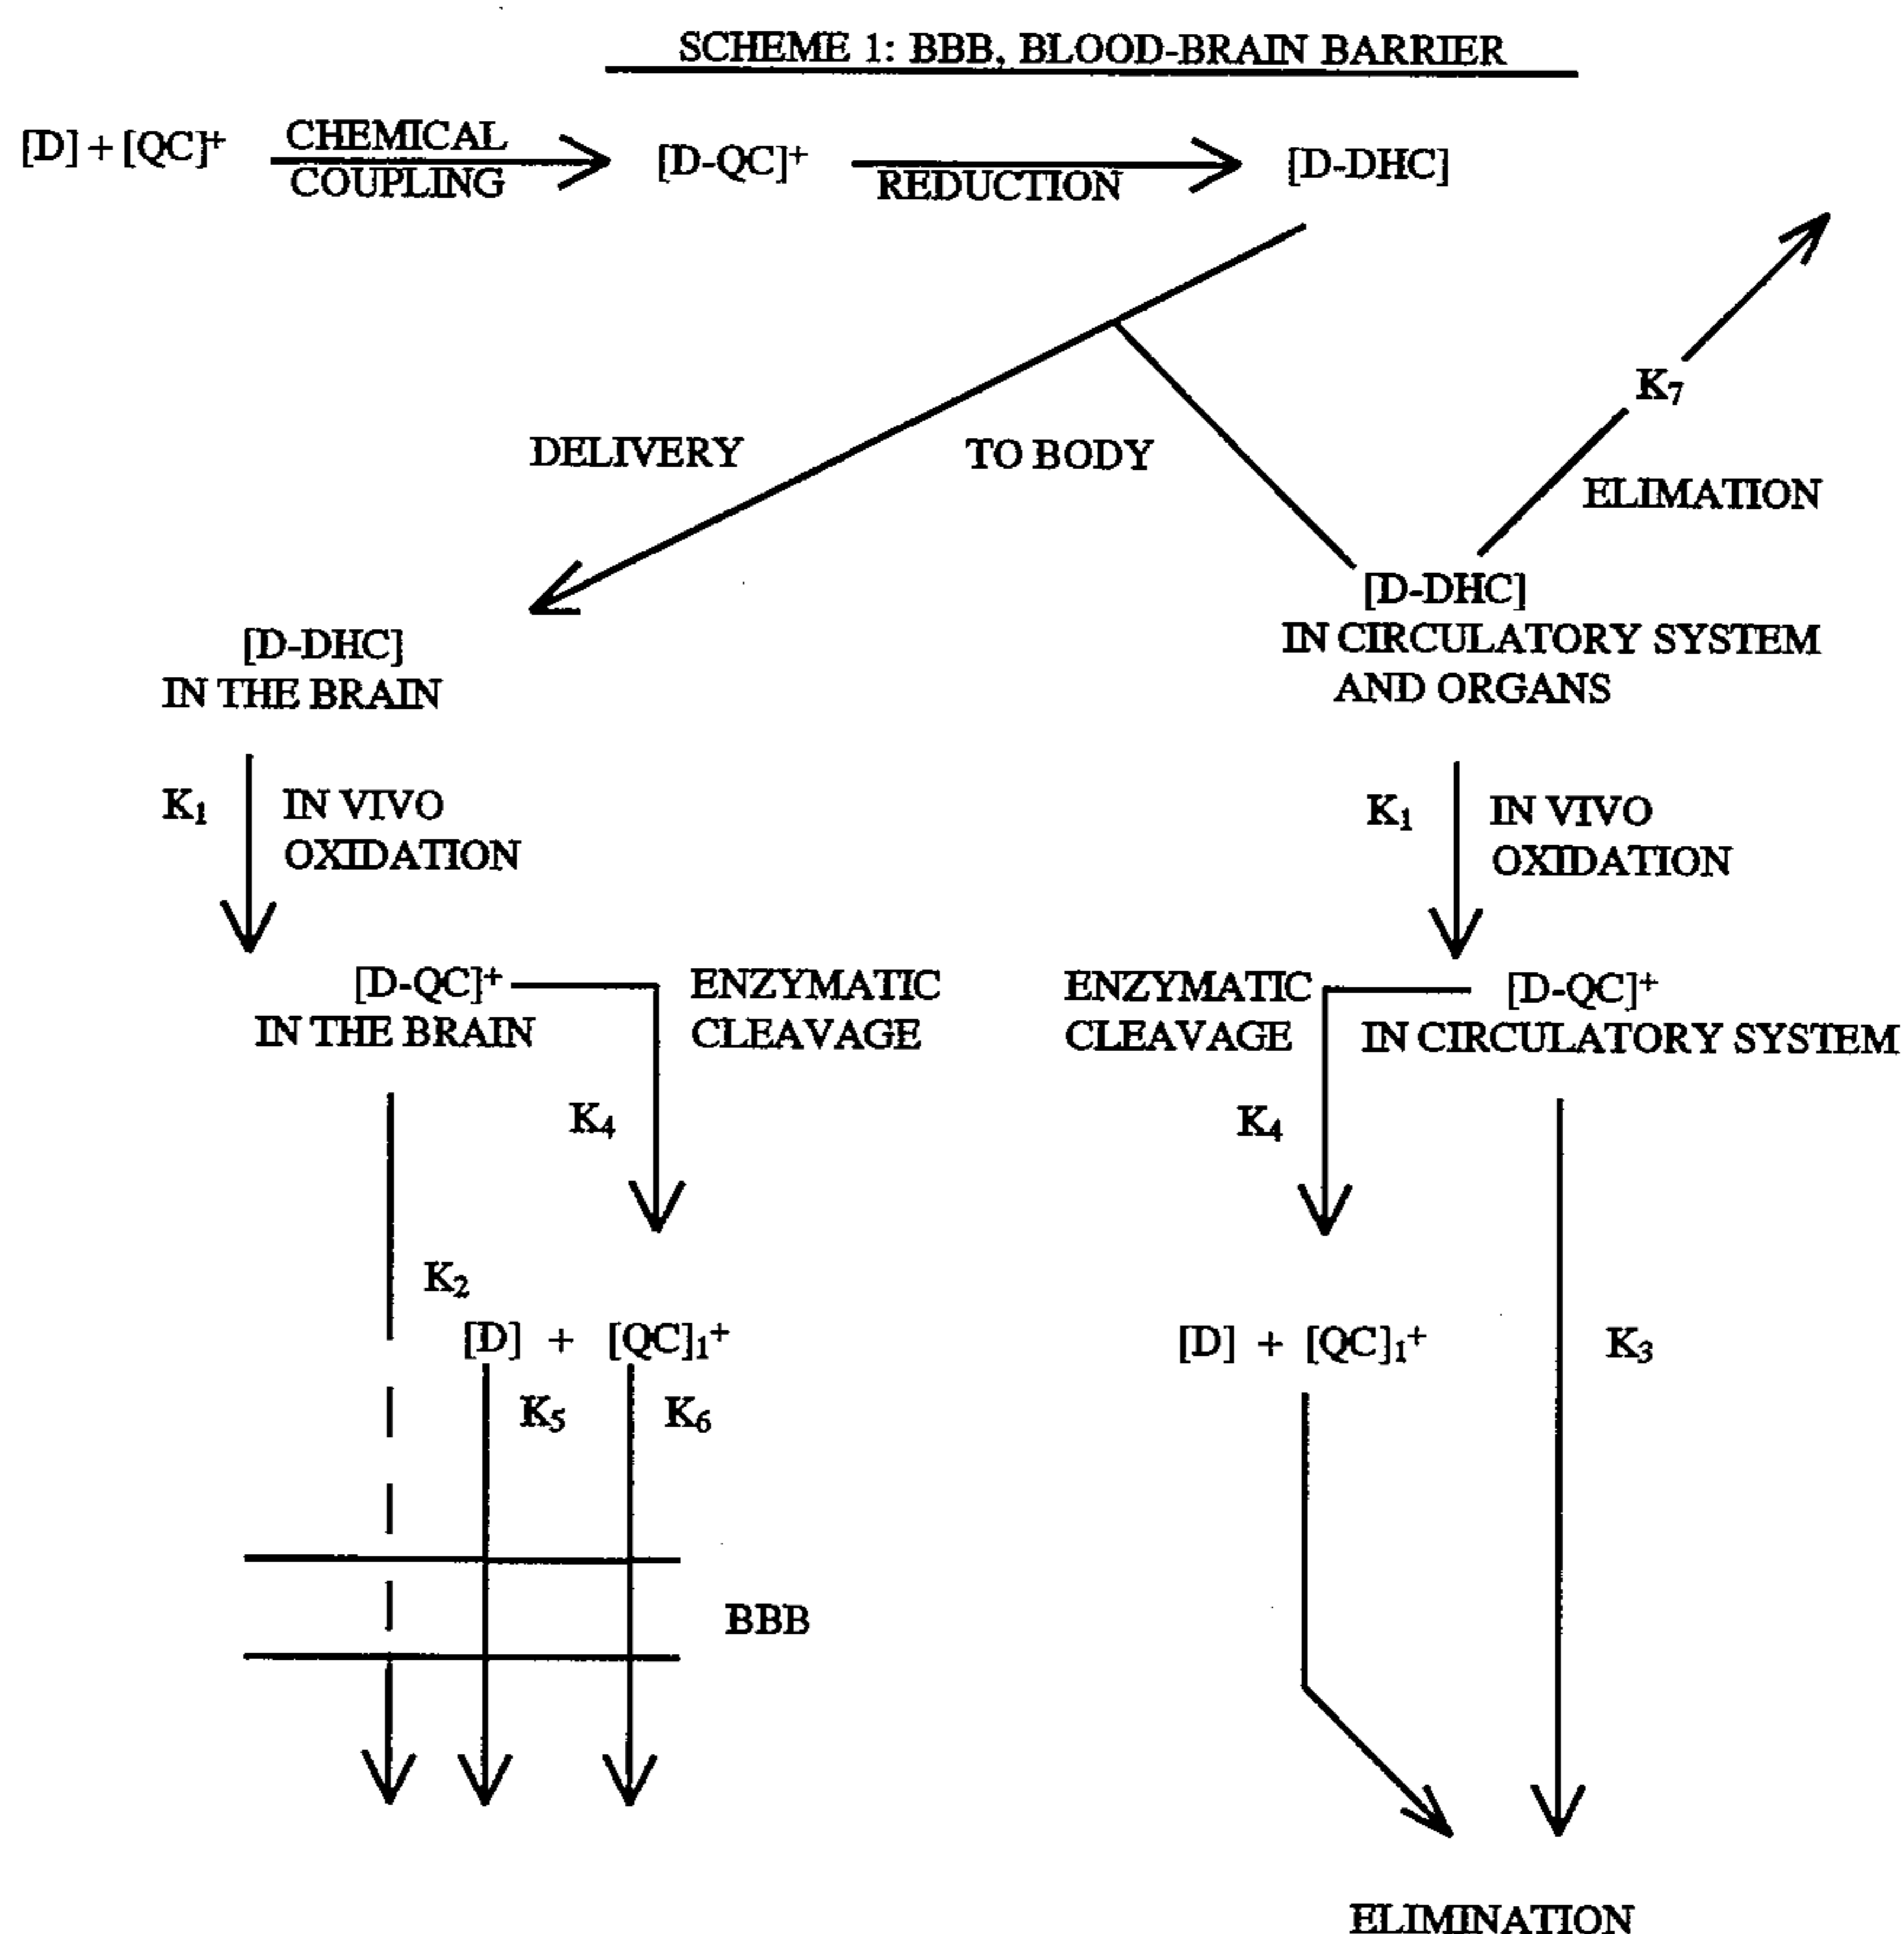 SCHEME 1: BBB, BLOOD-BRAIN BARRIER
[D] + [QC]⁺
CHEMICAL
COUPLING
[D-QC]⁺
REDUCTION
[D-DHC]
K₇
DELIVERY
TO BODY
ELIMATION
[D-DHC]
IN THE BRAIN
[D-DHC]
IN CIRCULATORY SYSTEM
AND ORGANS
K₁
IN VIVO
OXIDATION
K₁
IN VIVO
OXIDATION
[D-QC]⁺
IN THE BRAIN
ENZYMATIC
CLEAVAGE
ENZYMATIC
CLEAVAGE
[D-QC]⁺
IN CIRCULATORY SYSTEM
K₄
K₄
K₂
[D] + [QC]₁⁺
[D] + [QC]₁⁺
K₃
K₅
K₆
BBB
ELIMINATION